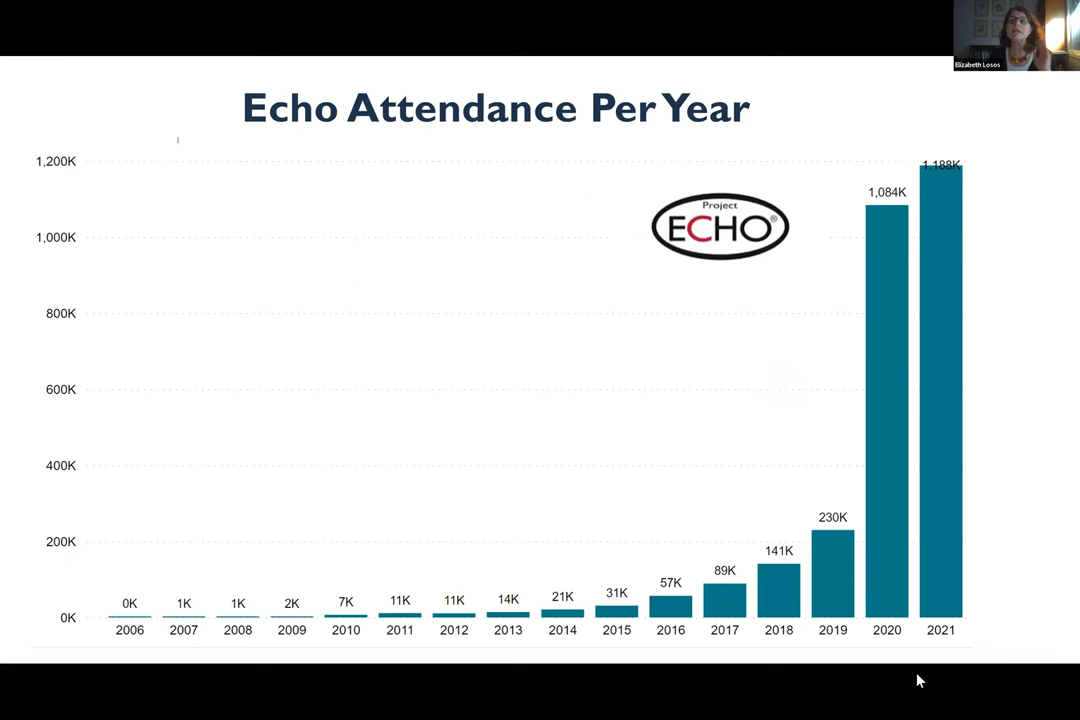 Elizabeth Losos
Echo Attendance Per Year
1,200K
1,000K
800K
600K
400K
200K
0K
Project
ECHO®
0K
1K
1K
2K
7K
11K
11K
14K
21K
31K
57K
89K
141K
230K
1,084K
1,188K
2006 2007 2008 2009 2010 2011 2012 2013 2014 2015 2016 2017 2018 2019 2020 2021